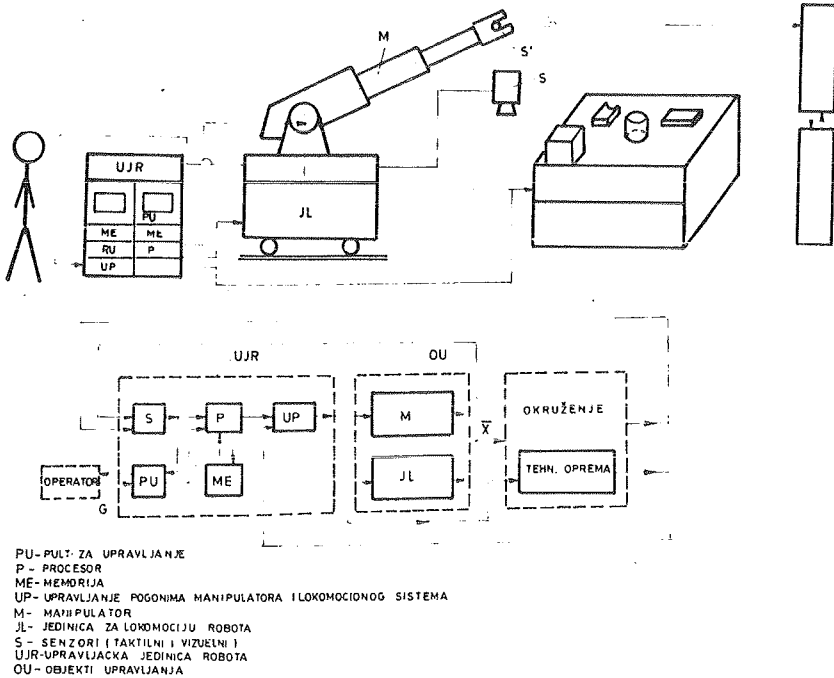 M
S'
S
UJR
PU
ME ME
RU P
UP
JL
UJR OU
S P UP M X̅ OKRUŽENJE
OPERATOR PU ME JL TEHN. OPREMA
G
PU- PULT ZA UPRAVLJANJE
P - PROCESOR
ME- MEMORIJA
UP- UPRAVLJANJE POGONIMA MANIPULATORA I LOKOMOCIONOG SISTEMA
M- MANIPULATOR
JL- JEDINICA ZA LOKOMOCIJU ROBOTA
S - SENZORI ( TAKTILNI I VIZUELNI )
UJR-UPRAVLJACKA JEDINICA ROBOTA
OU- OBJEKTI UPRAVLJANJA